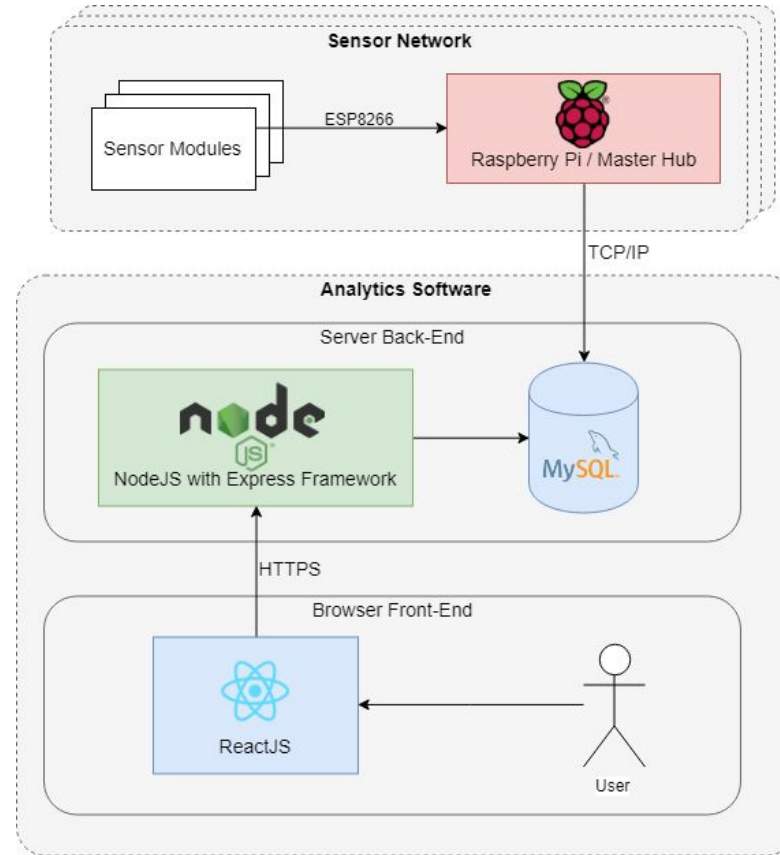 Sensor Network
Sensor Modules
ESP8266
Raspberry Pi / Master Hub
TCP/IP
Analytics Software
Server Back-End
node
JS
NodeJS with Express Framework
MySQL
HTTPS
Browser Front-End
ReactJS
User